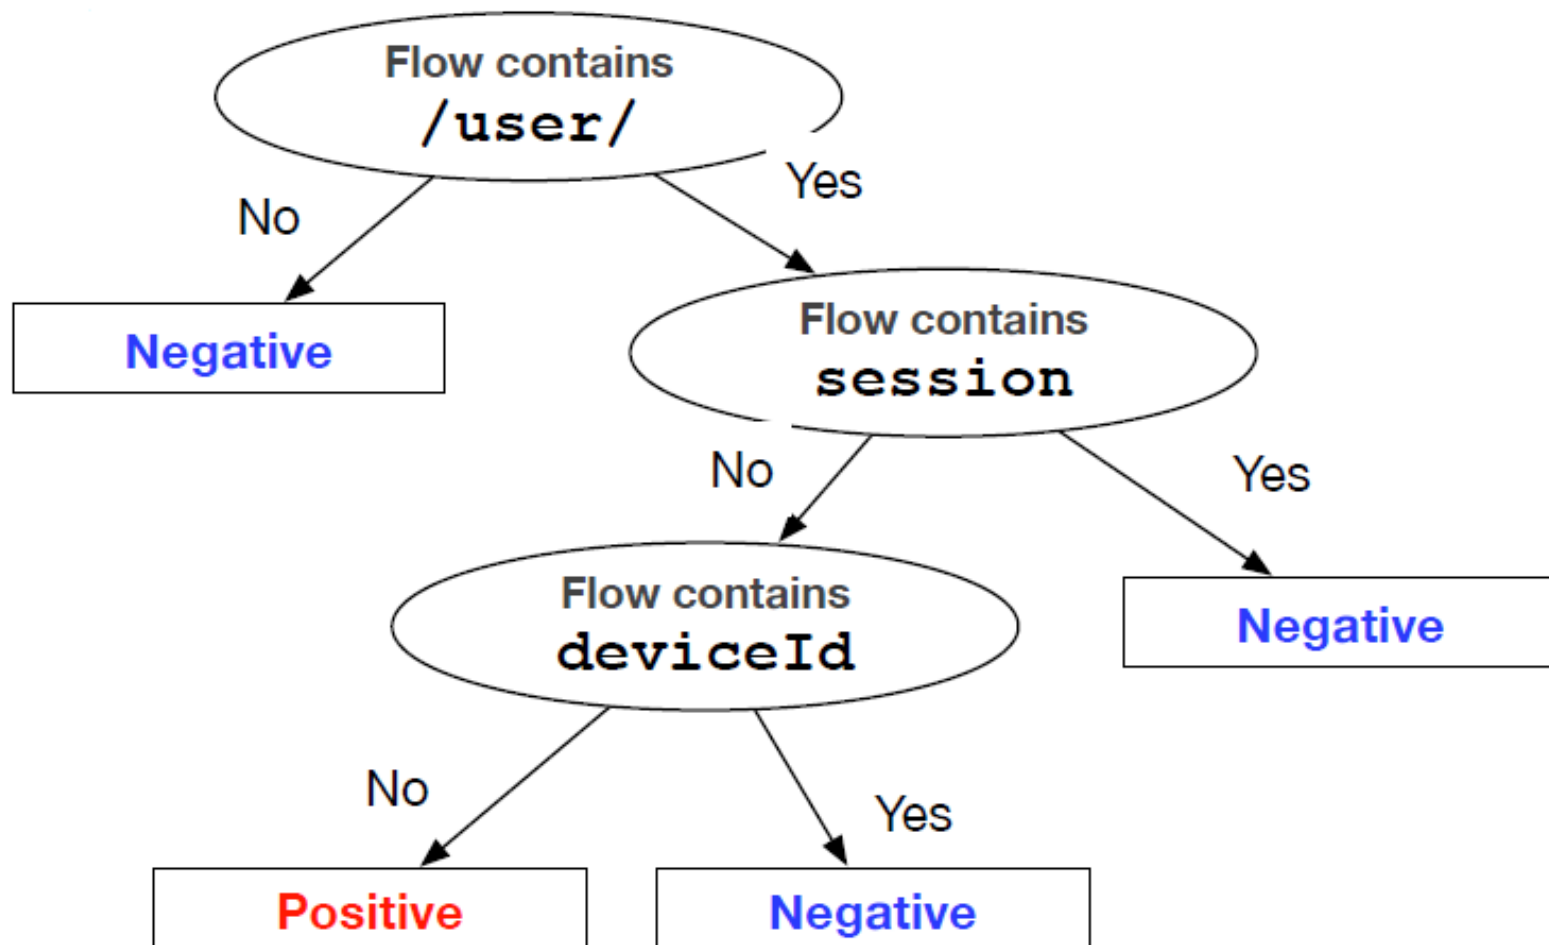 Flow contains
/user/
No
Yes
Negative
Flow contains
session
No
Yes
Flow contains
deviceId
Negative
No
Yes
Positive
Negative